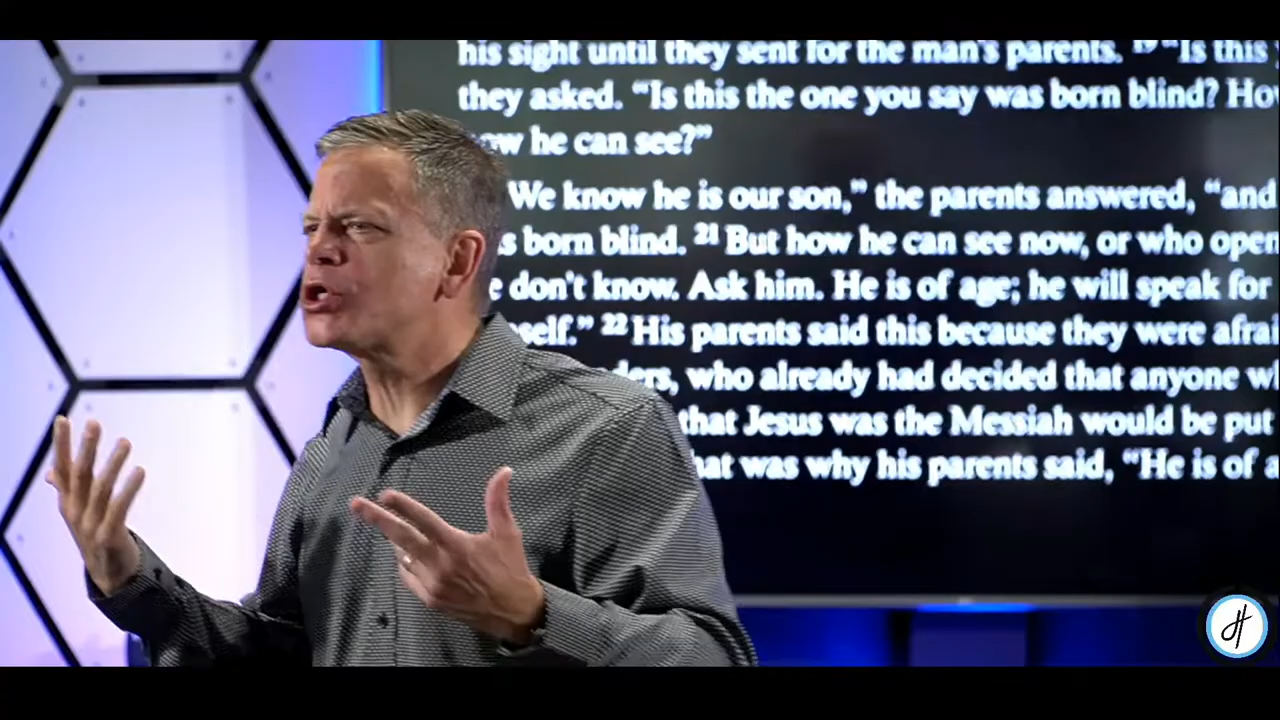 his sight until they sent for the man's parents. 19 "Is this
they asked. "Is this the one you say was born blind? How
now he can see?"
We know he is our son," the parents answered, "and
s born blind. 21 But how he can see now, or who open
e don't know. Ask him. He is of age; he will speak for
self." 22 His parents said this because they were afrai
ders, who already had decided that anyone wh
that Jesus was the Messiah would be put
hat was why his parents said, "He is of a
H